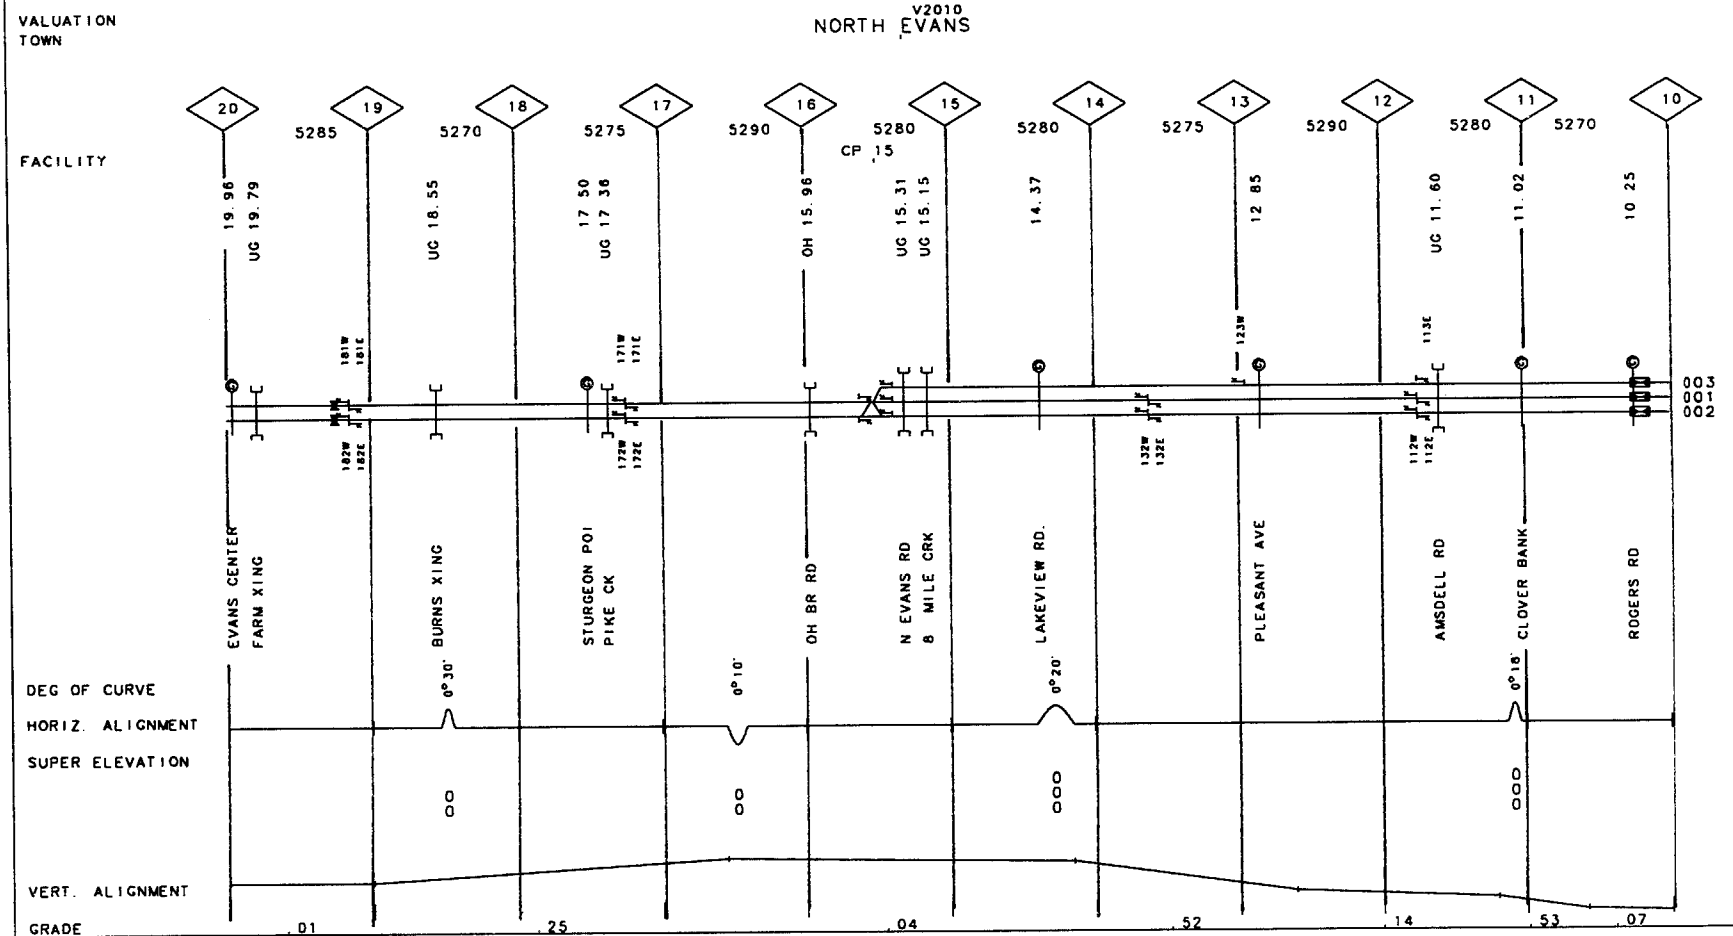 V2010
VALUATION
NORTH EVANS
TOWN
20 19 18 17 16 15 14 13 12 11 10
5285 5270 5275 5290 5280 5280 5275 5290 5280 5270
FACILITY
CP 15
19.96
UG 19.79
UG 18.55
17 50
UG 17 36
OH 15.96
UG 15.31
UG 15.15
14.37
12 85
UG 11.60
11.02
10 25
181W
181E
171W
171E
123W
113E
G G G G G G
003
001
002
182W
182E
172W
172E
132W
132E
112W
112E
EVANS CENTER
FARM XING
BURNS XING
STURGEON POI
PIKE CK
OH BR RD
N EVANS RD
8 MILE CRK
LAKEVIEW RD.
PLEASANT AVE
AMSDELL RD
CLOVER BANK
ROGERS RD
DEG OF CURVE
0°30'
0°10'
0°20'
0°18'
HORIZ. ALIGNMENT
SUPER ELEVATION
0 0 0 0
0 0 0 0
0 0
VERT. ALIGNMENT
GRADE .01 .25 .04 .52 .14 .53 .07